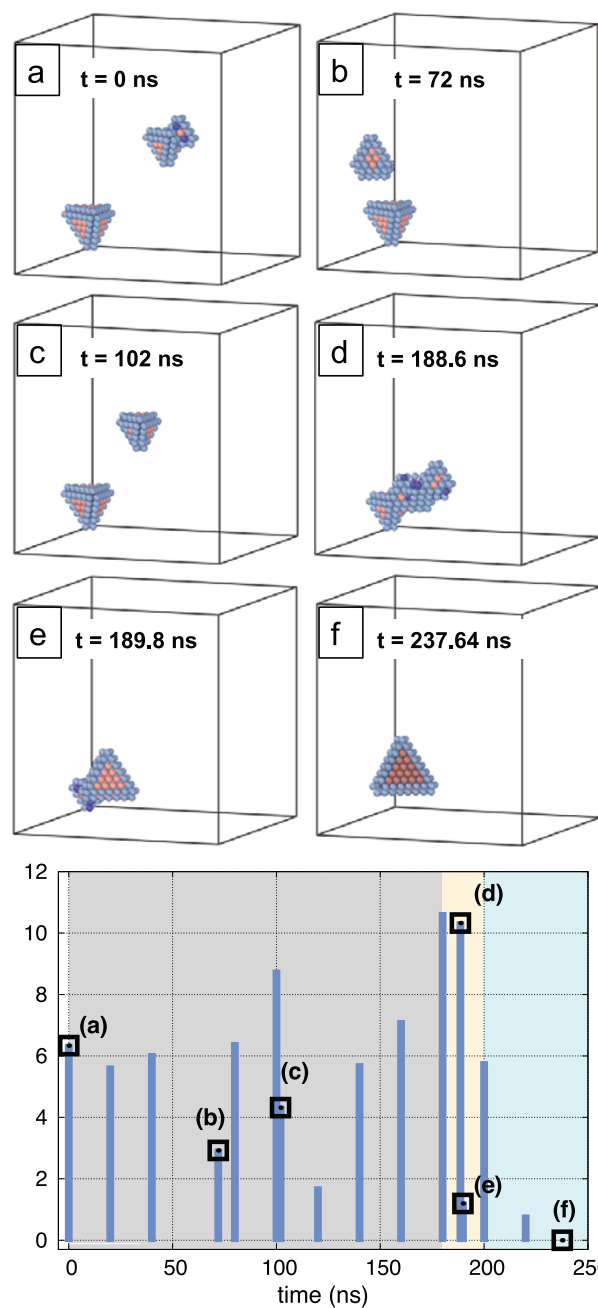 a
t = 0 ns
b
t = 72 ns
c
t = 102 ns
d
t = 188.6 ns
e
t = 189.8 ns
f
t = 237.64 ns
12
10
8
6
4
2
0
(a)
(b)
(c)
(d)
(e)
(f)
0 50 100 150 200 250
time (ns)